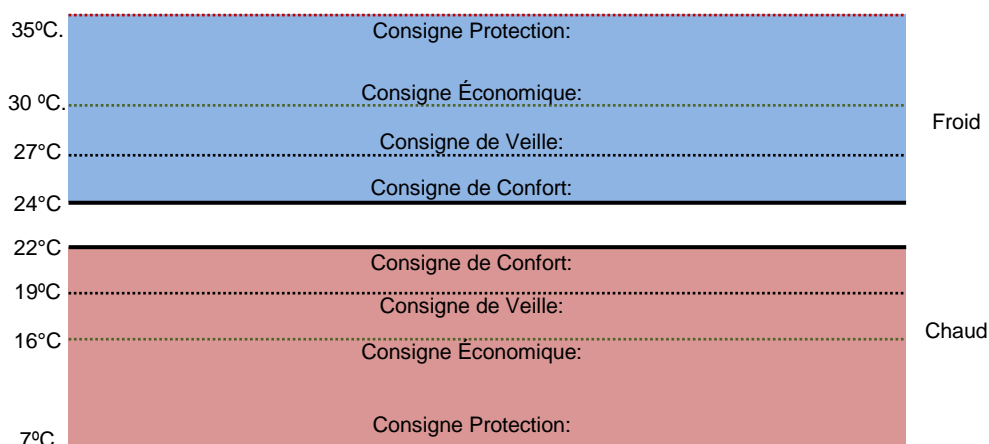 35ºC.
Consigne Protection:
Consigne Économique:
30 ºC.
Froid
Consigne de Veille:
27°C
Consigne de Confort:
24°C
22°C
Consigne de Confort:
19ºC
Consigne de Veille:
Chaud
16°C
Consigne Économique:
Consigne Protection:
7ºC